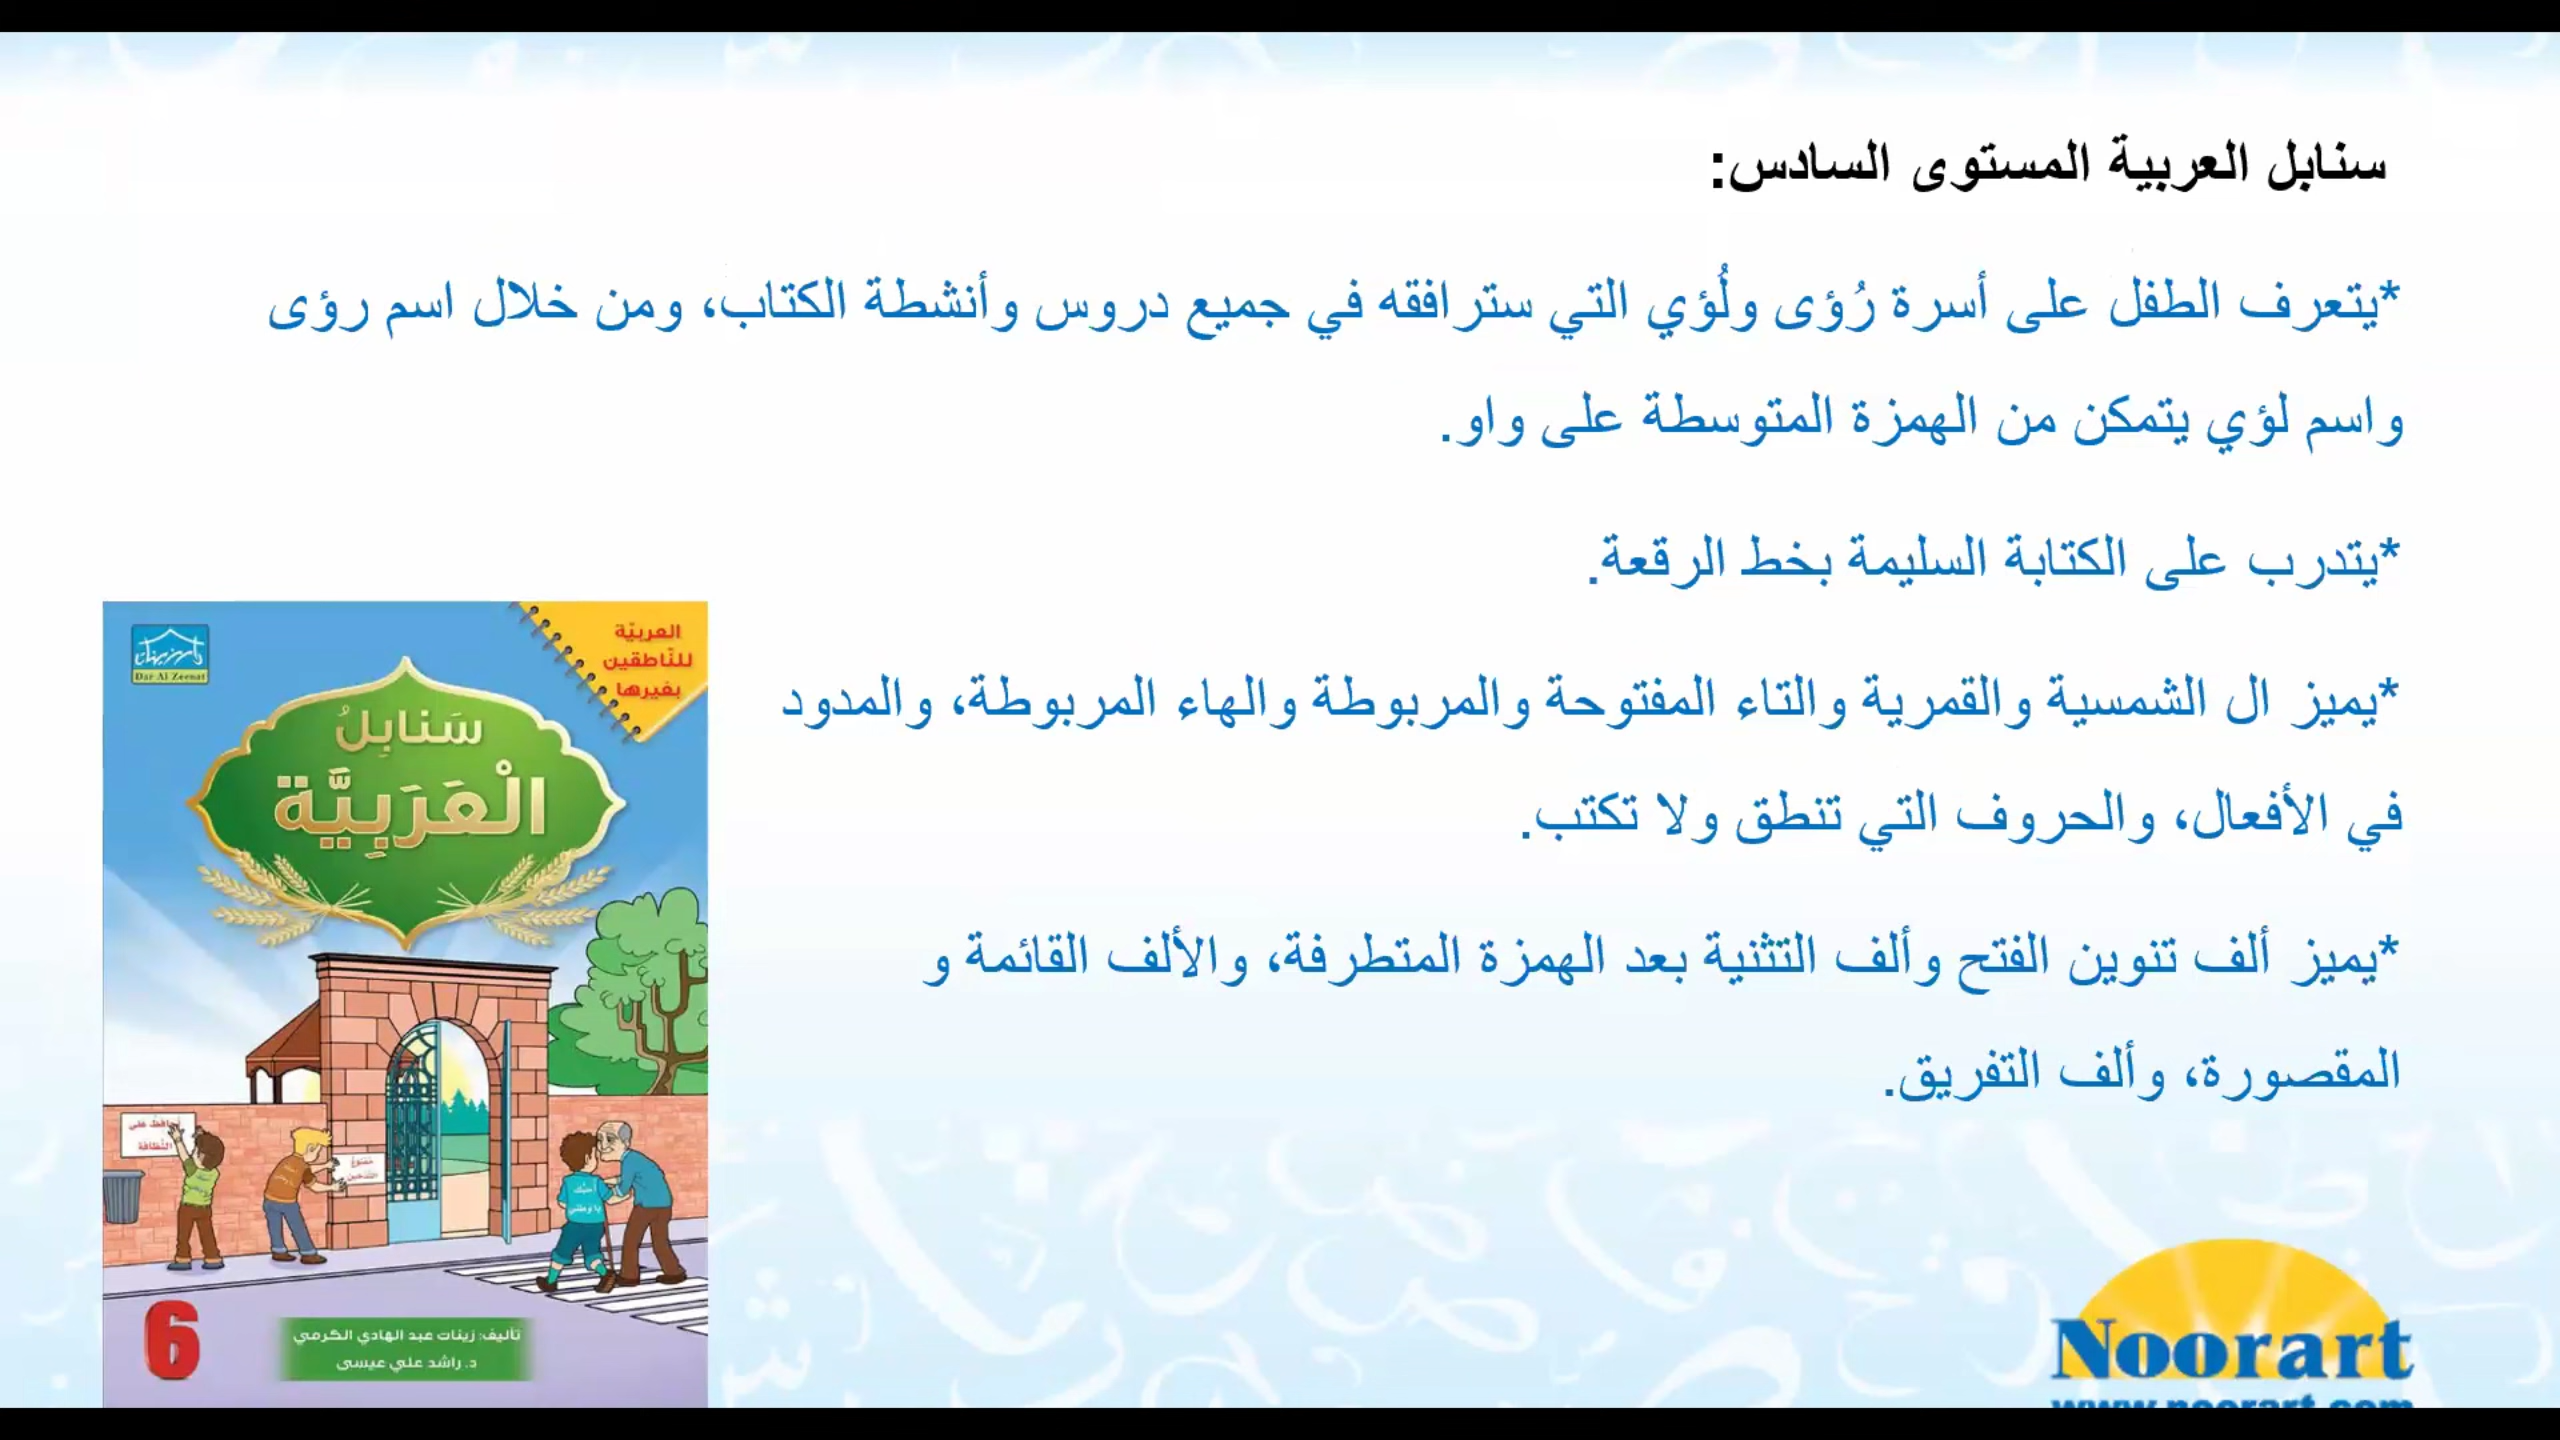 سنابل العربية المستوى السادس:
*يتعرف الطفل على أسرة رُؤى ولُؤي التي سترافقه في جميع دروس وأنشطة الكتاب، ومن خلال اسم رؤى
واسم لؤي يتمكن من الهمزة المتوسطة على واو.
*يتدرب على الكتابة السليمة بخط الرقعة.
*يميز ال الشمسية والقمرية والتاء المفتوحة والمربوطة والهاء المربوطة، والمدود
في الأفعال، والحروف التي تنطق ولا تكتب.
*يميز ألف تنوين الفتح وألف التثنية بعد الهمزة المتطرفة، والألف القائمة و
المقصورة، وألف التفريق.
العربيّة
للنّاطقين
بغيرها
Dar Al Zeenat
سَنابِلُ
الْعَرَبِيَّة
6
تأليف: زينات عبد الهادي الكرمي
د. راشد علي عيسى
Noorart
www.noorart.com